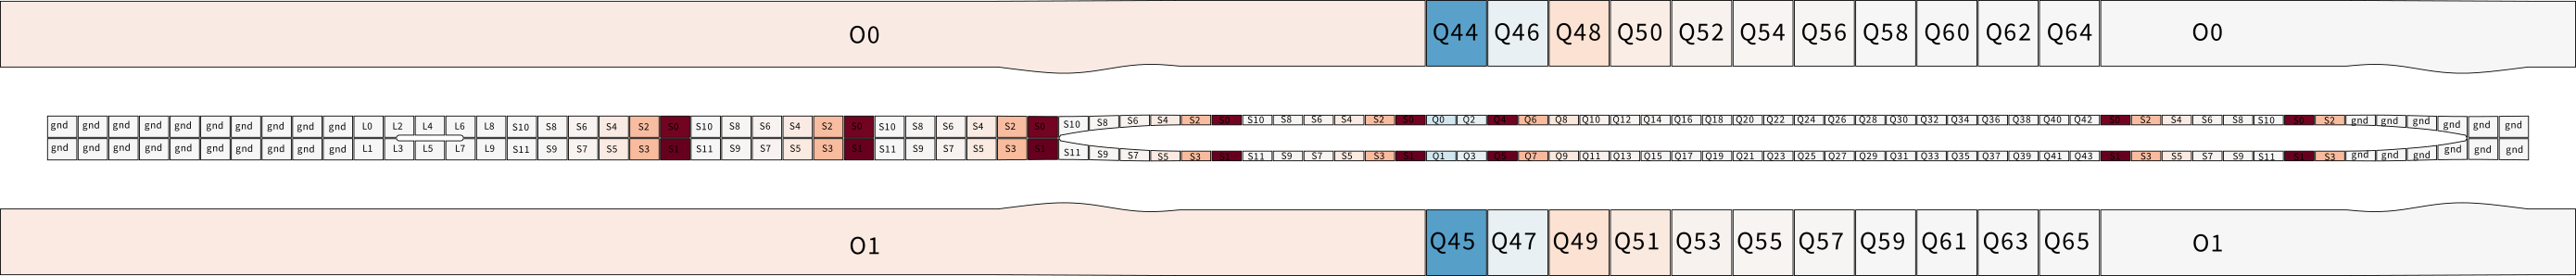 O0 Q44 Q46 Q48 Q50 Q52 Q54 Q56 Q58 Q60 Q62 Q64 O0
gnd gnd gnd gnd gnd gnd gnd gnd gnd gnd L0 L2 L4 L6 L8 S10 S8 S6 S4 S2 S0 S10 S8 S6 S4 S2 S0 S10 S8 S6 S4 S2 S0 S10 S8 S6 S4 S2 S0 S10 S8 S6 S4 S2 S0 Q0 Q2 Q4 Q6 Q8 Q10 Q12 Q14 Q16 Q18 Q20 Q22 Q24 Q26 Q28 Q30 Q32 Q34 Q36 Q38 Q40 Q42 S0 S2 S4 S6 S8 S10 S0 S2 gnd gnd gnd gnd gnd gnd
gnd gnd gnd gnd gnd gnd gnd gnd gnd gnd L1 L3 L5 L7 L9 S11 S9 S7 S5 S3 S1 S11 S9 S7 S5 S3 S1 S11 S9 S7 S5 S3 S1 S11 S9 S7 S5 S3 S1 S11 S9 S7 S5 S3 S1 Q1 Q3 Q5 Q7 Q9 Q11 Q13 Q15 Q17 Q19 Q21 Q23 Q25 Q27 Q29 Q31 Q33 Q35 Q37 Q39 Q41 Q43 S1 S3 S5 S7 S9 S11 S1 S3 gnd gnd gnd gnd gnd gnd
O1 Q45 Q47 Q49 Q51 Q53 Q55 Q57 Q59 Q61 Q63 Q65 O1